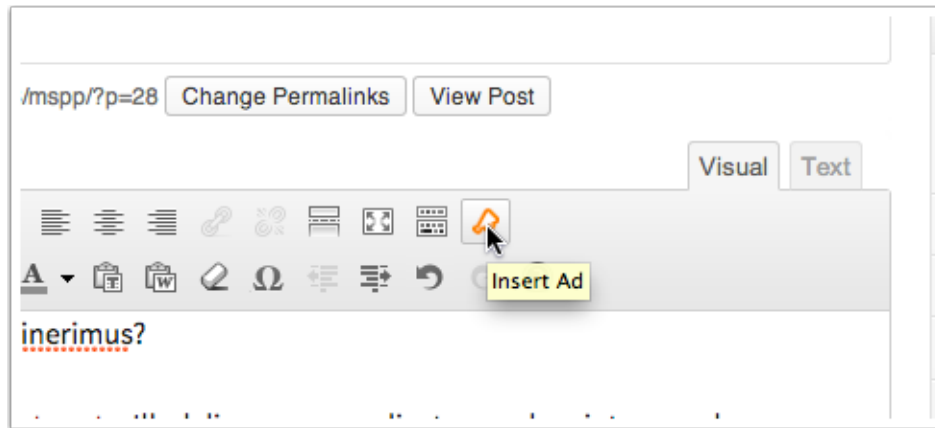 /mspp/?p=28 Change Permalinks View Post
Visual Text
A T W Ω
Insert Ad
inerimus?